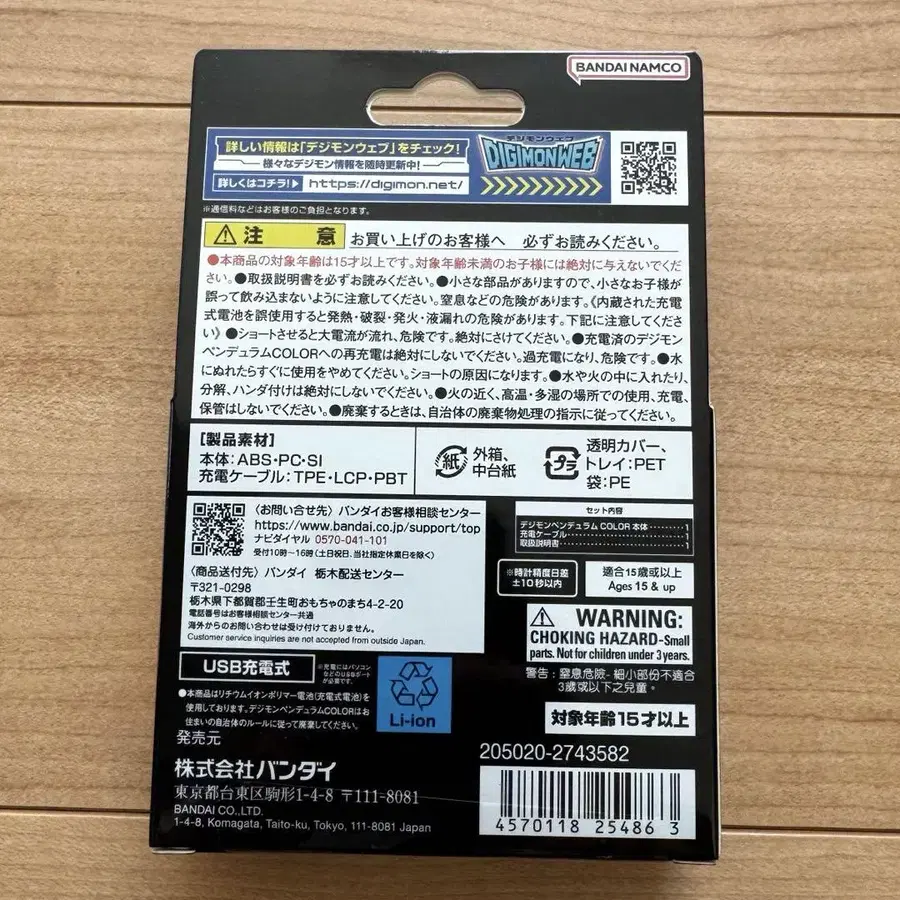 BANDAI NAMCO
詳しい情報は「デジモンウェブ」をチェック!
様々なデジモン情報を随時更新中!
詳しくはコチラ!▶ https://digimon.net/
デジモンウェブ
DIGIMONWEB
※通信料などはお客様のご負担となります。
⚠注 意 お買い上げのお客様へ 必ずお読みください。
●本商品の対象年齢は15才以上です。対象年齢未満のお子様には絶対に与えないでくだ
さい。●取扱説明書を必ずお読みください。●小さな部品がありますので、小さなお子様が
誤って飲み込まないように注意してください。窒息などの危険があります。《内蔵された充電
式電池を誤使用すると発熱・破裂・発火・液漏れの危険があります。下記に注意してくださ
い》●ショートさせると大電流が流れ、危険です。絶対にさけてください。●充電済のデジモン
ペンデュラムCOLORへの再充電は絶対にしないでください。過充電になり、危険です。●水
にぬれたらすぐに使用をやめてください。ショートの原因になります。●水や火の中に入れたり、
分解、ハンダ付けは絶対にしないでください。●火の近く、高温・多湿の場所での使用、充電、
保管はしないでください。●廃棄するときは、自治体の廃棄物処理の指示に従ってください。
【製品素材】
本体:ABS・PC・SI
充電ケーブル:TPE・LCP・PBT
紙 外箱、
中台紙
プラ 透明カバー、
トレイ:PET
袋:PE
〈お問い合せ先〉バンダイお客様相談センター
https://www.bandai.co.jp/support/top
ナビダイヤル 0570-041-101
受付10時~16時(土日祝日、当社指定休業日を除く)
〈商品送付先〉バンダイ 栃木配送センター
〒321-0298
栃木県下都賀郡壬生町おもちゃのまち4-2-20
電話番号はお客様相談センター共通
海外からのお問い合わせは受け付けておりません。
Customer service inquiries are not accepted from outside Japan.
セット内容
デジモンペンデュラム COLOR 本体……1
充電ケーブル……1
取扱説明書……1
※時計精度日差
±10秒以内
適合15歳或以上
Ages 15 & up
⚠ WARNING:
CHOKING HAZARD-Small
parts. Not for children under 3 years.
警告:窒息危険-細小部份不適合
3歳或以下之兒童。
USB充電式
※充電にはパソコン
などのUSBポート
が必要です。
●本商品はリチウムイオンポリマー電池(充電式電池)を
使用しております。デジモンペンデュラムCOLORはお
住まいの自治体のルールに従って廃棄してください。
Li-ion
対象年齢15才以上
発売元
株式会社バンダイ
東京都台東区駒形1-4-8 〒111-8081
BANDAI CO.,LTD.
1-4-8, Komagata, Taito-ku, Tokyo, 111-8081 Japan
205020-2743582
4570118 25486 3